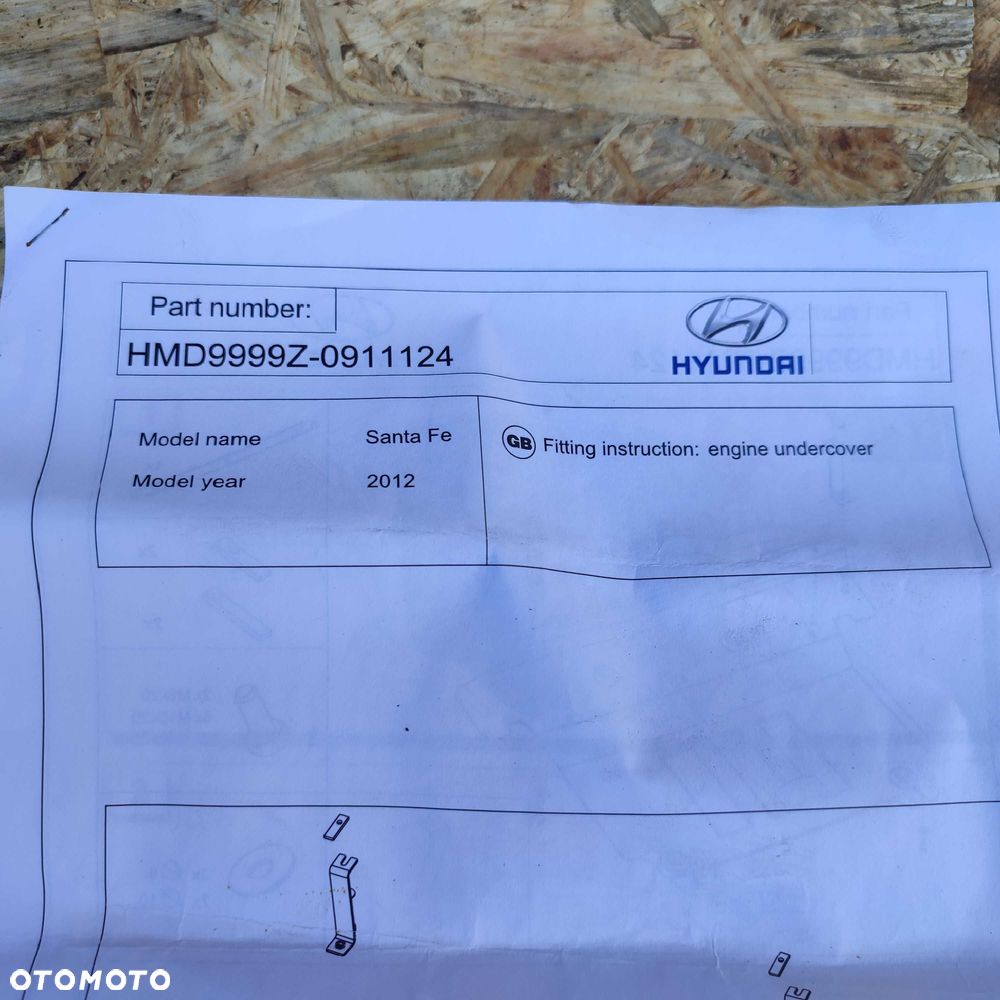 Part number:
HMD9999Z-0911124
HYUNDAI
Model name Santa Fe
Model year 2012
GB Fitting instruction: engine undercover
OTOMOTO